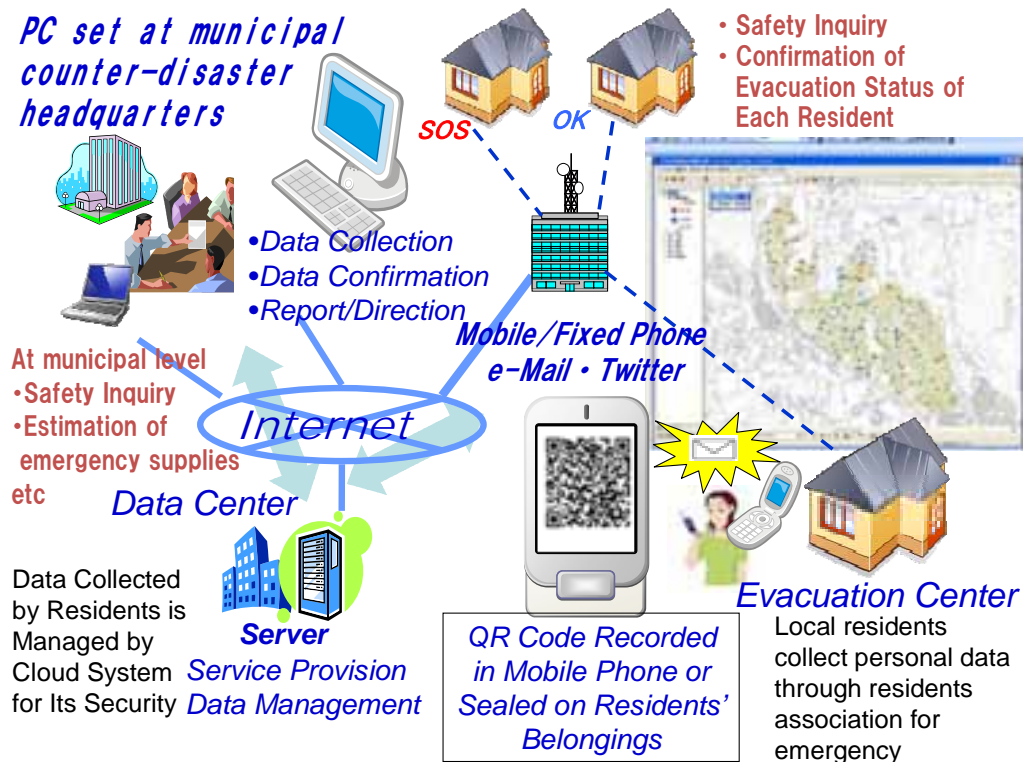 PC set at municipal
counter-disaster
headquarters
SOS
OK
• Safety Inquiry
• Confirmation of
Evacuation Status of
Each Resident
•Data Collection
•Data Confirmation
•Report/Direction
Mobile/Fixed Phone
e-Mail・Twitter
At municipal level
・Safety Inquiry
・Estimation of
emergency supplies
etc
Internet
Data Center
Data Collected
by Residents is
Managed by
Cloud System
for Its Security
Server
Service Provision
Data Management
QR Code Recorded
in Mobile Phone or
Sealed on Residents'
Belongings
Evacuation Center
Local residents
collect personal data
through residents
association for
emergency